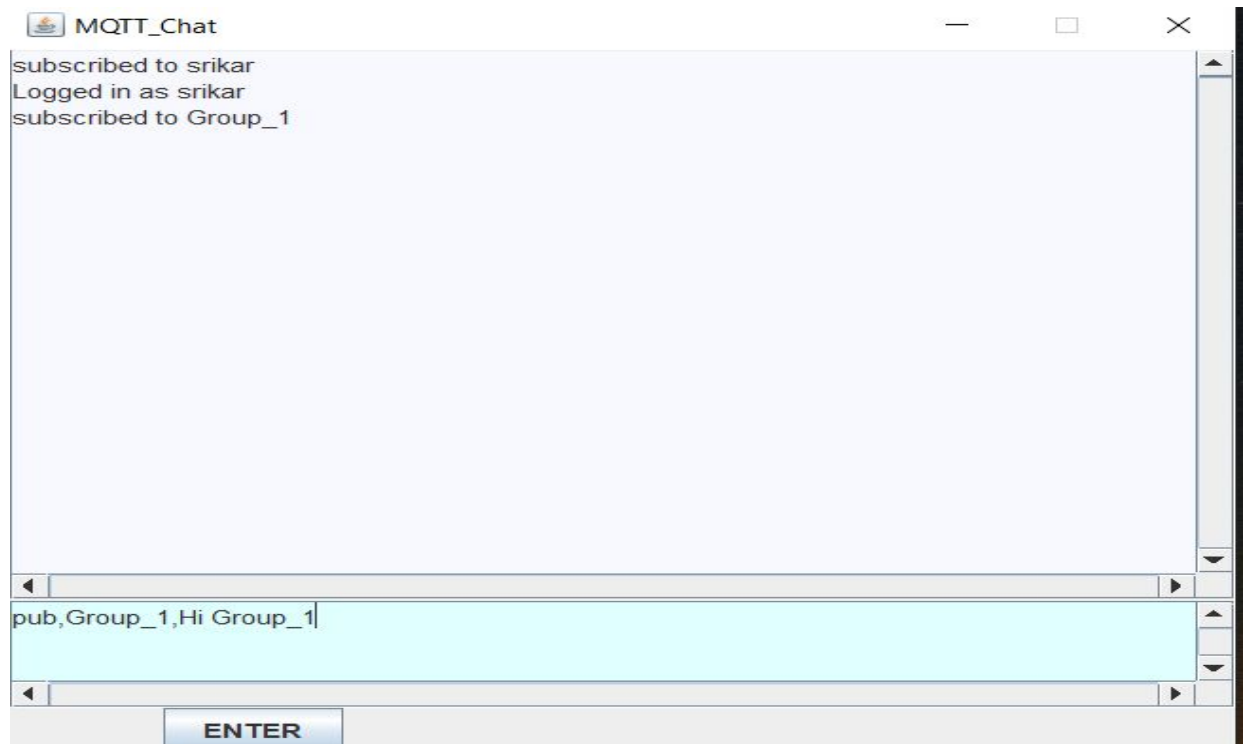 MQTT_Chat
subscribed to srikar
Logged in as srikar
subscribed to Group_1
pub,Group_1,Hi Group_1
ENTER